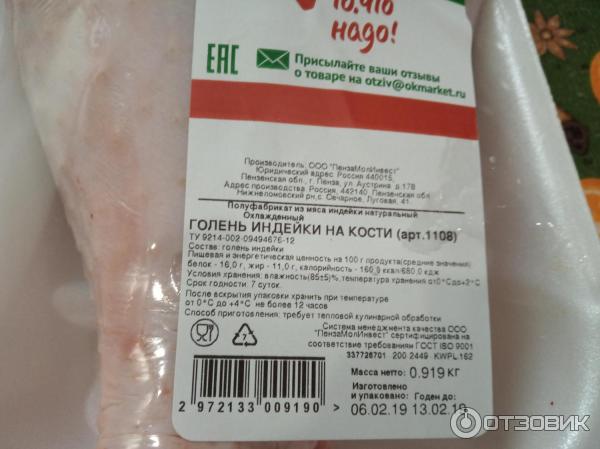 то, что
надо!
EAC
Присылайте ваши отзывы
о товаре на otziv@okmarket.ru
Производитель: ООО "ПензаМолИнвест"
Юридический адрес: Россия 440015,
Пензенская обл., г. Пенза, ул. Аустрина, д.178
Адрес производства: Россия, 442140, Пензенская обл.
Нижнеломовский рн, с. Овчарное, Луговая, 41.
Полуфабрикат из мяса индейки натуральный
Охлажденный
ГОЛЕНЬ ИНДЕЙКИ НА КОСТИ (арт.1108)
ТУ 9214-002-09494676-12
Состав: голень индейки
Пищевая и энергетическая ценность на 100 г продукта(средние значения):
белок - 16,0 г, жир - 11,0 г, калорийность - 160,0 ккал/680,0 кдж
Условия хранения: влажность(85±5)%, температура хранения от 0°C до +2°C
Срок годности: 7 суток.
После вскрытия упаковки хранить при температуре
от 0°C до +4°C не более 12 часов
Способ приготовления: требует тепловой кулинарной обработки
Система менеджмента качества ООО
"ПензаМолИнвест" сертифицирована на
соответствие требованиям ГОСТ ISO 9001
337726701 200 2449 KWPL.162
7
Масса нетто: 0.919 КГ
Изготовлено
и упаковано: Годен до:
06.02.19 13.02.19
2 972133 009190 >
ОТЗОВИК